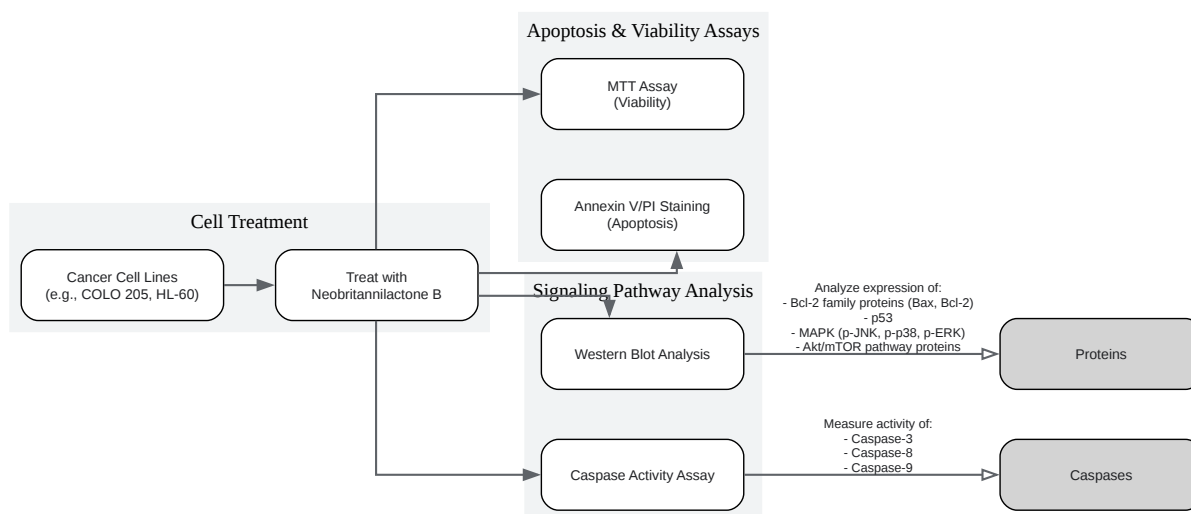 Apoptosis & Viability Assays
MTT Assay
(Viability)
Annexin V/PI Staining
(Apoptosis)
Cell Treatment
Cancer Cell Lines
(e.g., COLO 205, HL-60)
Treat with
Neobritannilactone B
Signaling Pathway Analysis
Western Blot Analysis
Analyze expression of:
- Bcl-2 family proteins (Bax, Bcl-2)
- p53
- MAPK (p-JNK, p-p38, p-ERK)
- Akt/mTOR pathway proteins
Proteins
Caspase Activity Assay
Measure activity of:
- Caspase-3
- Caspase-8
- Caspase-9
Caspases